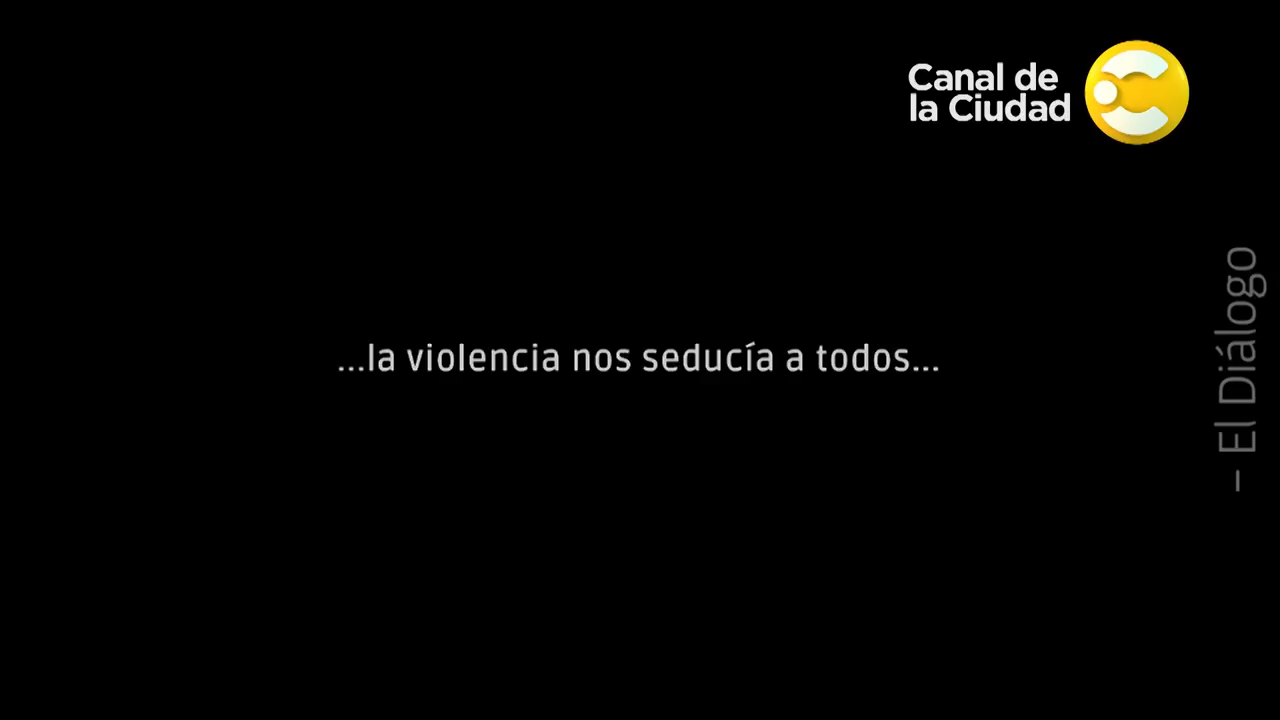 Canal de
la Ciudad
...la violencia nos seducía a todos...
– El Diálogo